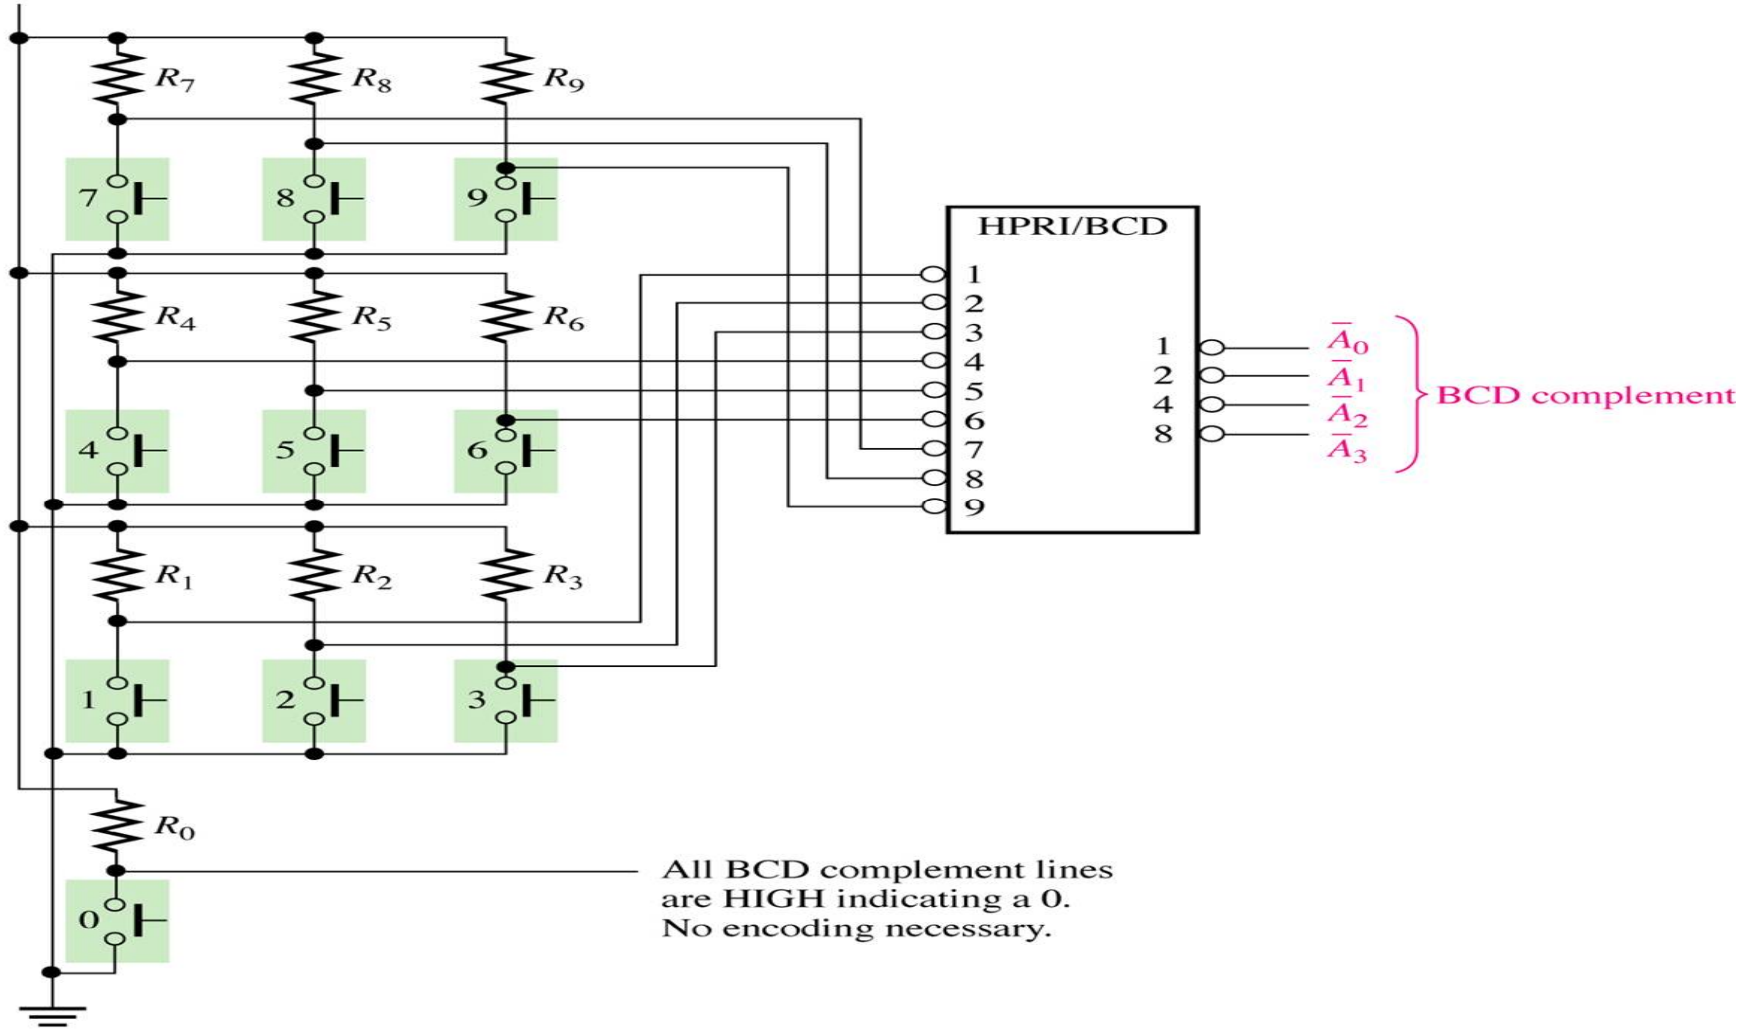 R7 R8 R9
7 8 9
HPRI/BCD
R4 R5 R6
4 5 6
1
2
3
4
5
6
7
8
9
1 A̅0
2 A̅1
4 A̅2
8 A̅3
BCD complement
R1 R2 R3
1 2 3
R0
0
All BCD complement lines
are HIGH indicating a 0.
No encoding necessary.